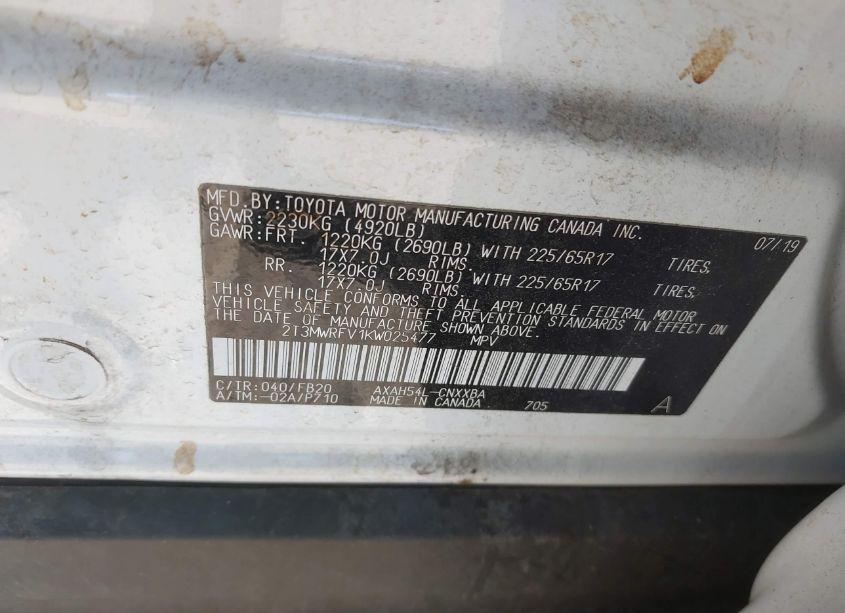 MFD. BY: TOYOTA MOTOR MANUFACTURING CANADA INC. 07/19
GVWR: 2230KG (4920LB)
GAWR: FRT. 1220KG (2690LB) WITH 225/65R17 TIRES,
17X7.0J RIMS,
RR. 1220KG (2690LB) WITH 225/65R17 TIRES,
17X7.0J RIMS.
THIS VEHICLE CONFORMS TO ALL APPLICABLE FEDERAL MOTOR
VEHICLE SAFETY AND THEFT PREVENTION STANDARDS IN EFFECT ON
THE DATE OF MANUFACTURE SHOWN ABOVE.
2T3MWRFV1KW025477 MPV
C/TR: 040/FB20 AXAH54L-CNXXBA
A/TM: -02A/P710 MADE IN CANADA 705 A